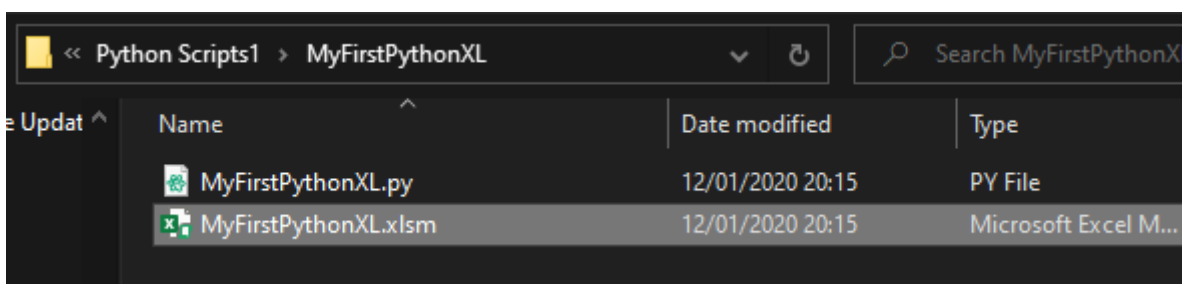 « Python Scripts1 > MyFirstPythonXL Search MyFirstPythonX
e Updat Name Date modified Type
MyFirstPythonXL.py 12/01/2020 20:15 PY File
MyFirstPythonXL.xlsm 12/01/2020 20:15 Microsoft Excel M...